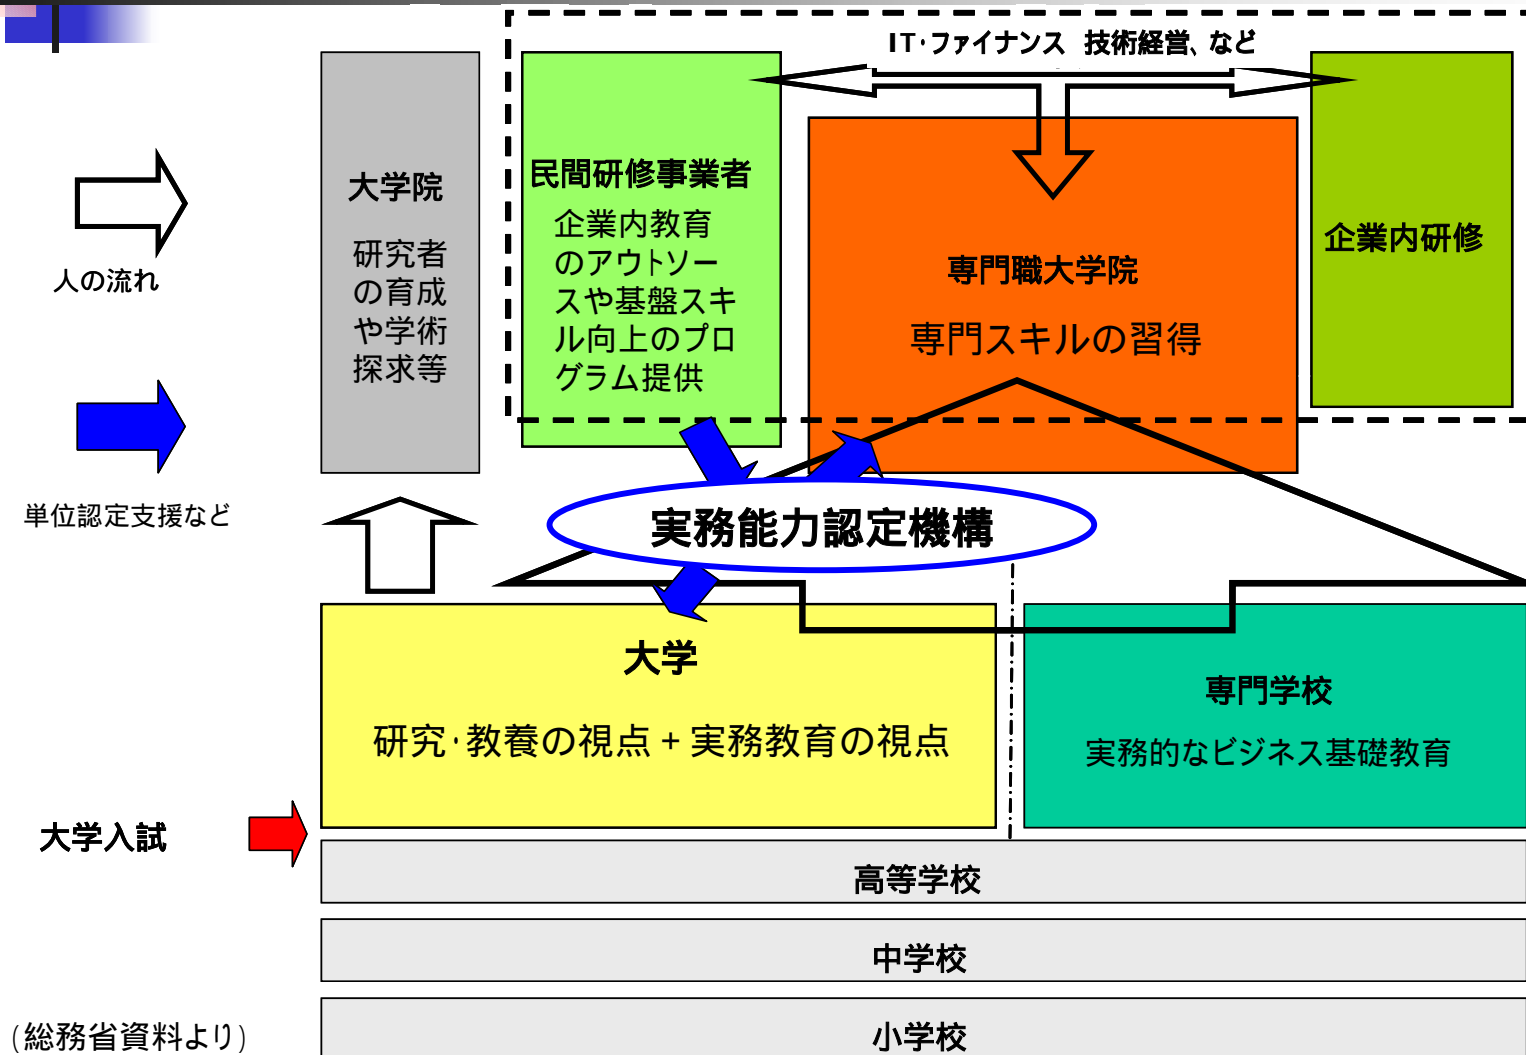 IT・ファイナンス 技術経営、など
大学院
研究者
の育成
や学術
探求等
民間研修事業者
企業内教育
のアウトソー
スや基盤スキ
ル向上のプロ
グラム提供
専門職大学院
専門スキルの習得
企業内研修
人の流れ
単位認定支援など
実務能力認定機構
大学
研究・教養の視点+実務教育の視点
専門学校
実務的なビジネス基礎教育
大学入試
高等学校
中学校
小学校
(総務省資料より)